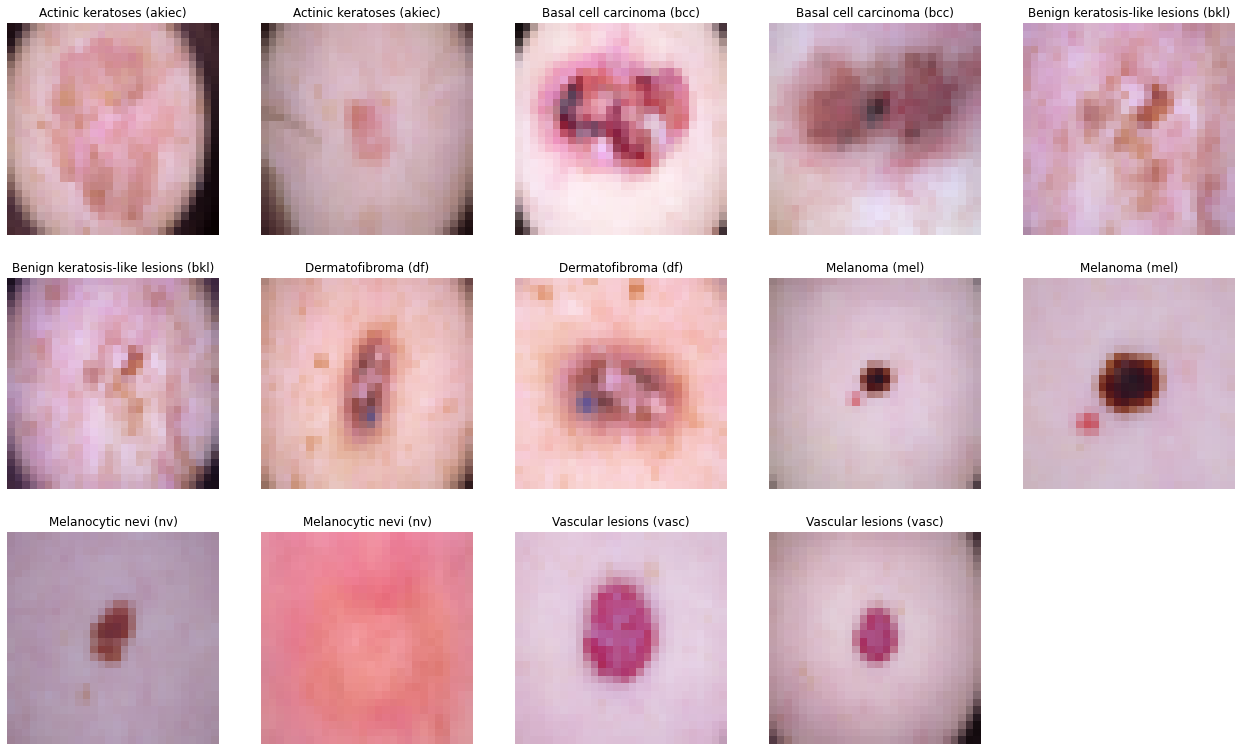 Actinic keratoses (akiec)
Actinic keratoses (akiec)
Basal cell carcinoma (bcc)
Basal cell carcinoma (bcc)
Benign keratosis-like lesions (bkl)
Benign keratosis-like lesions (bkl)
Dermatofibroma (df)
Dermatofibroma (df)
Melanoma (mel)
Melanoma (mel)
Melanocytic nevi (nv)
Melanocytic nevi (nv)
Vascular lesions (vasc)
Vascular lesions (vasc)